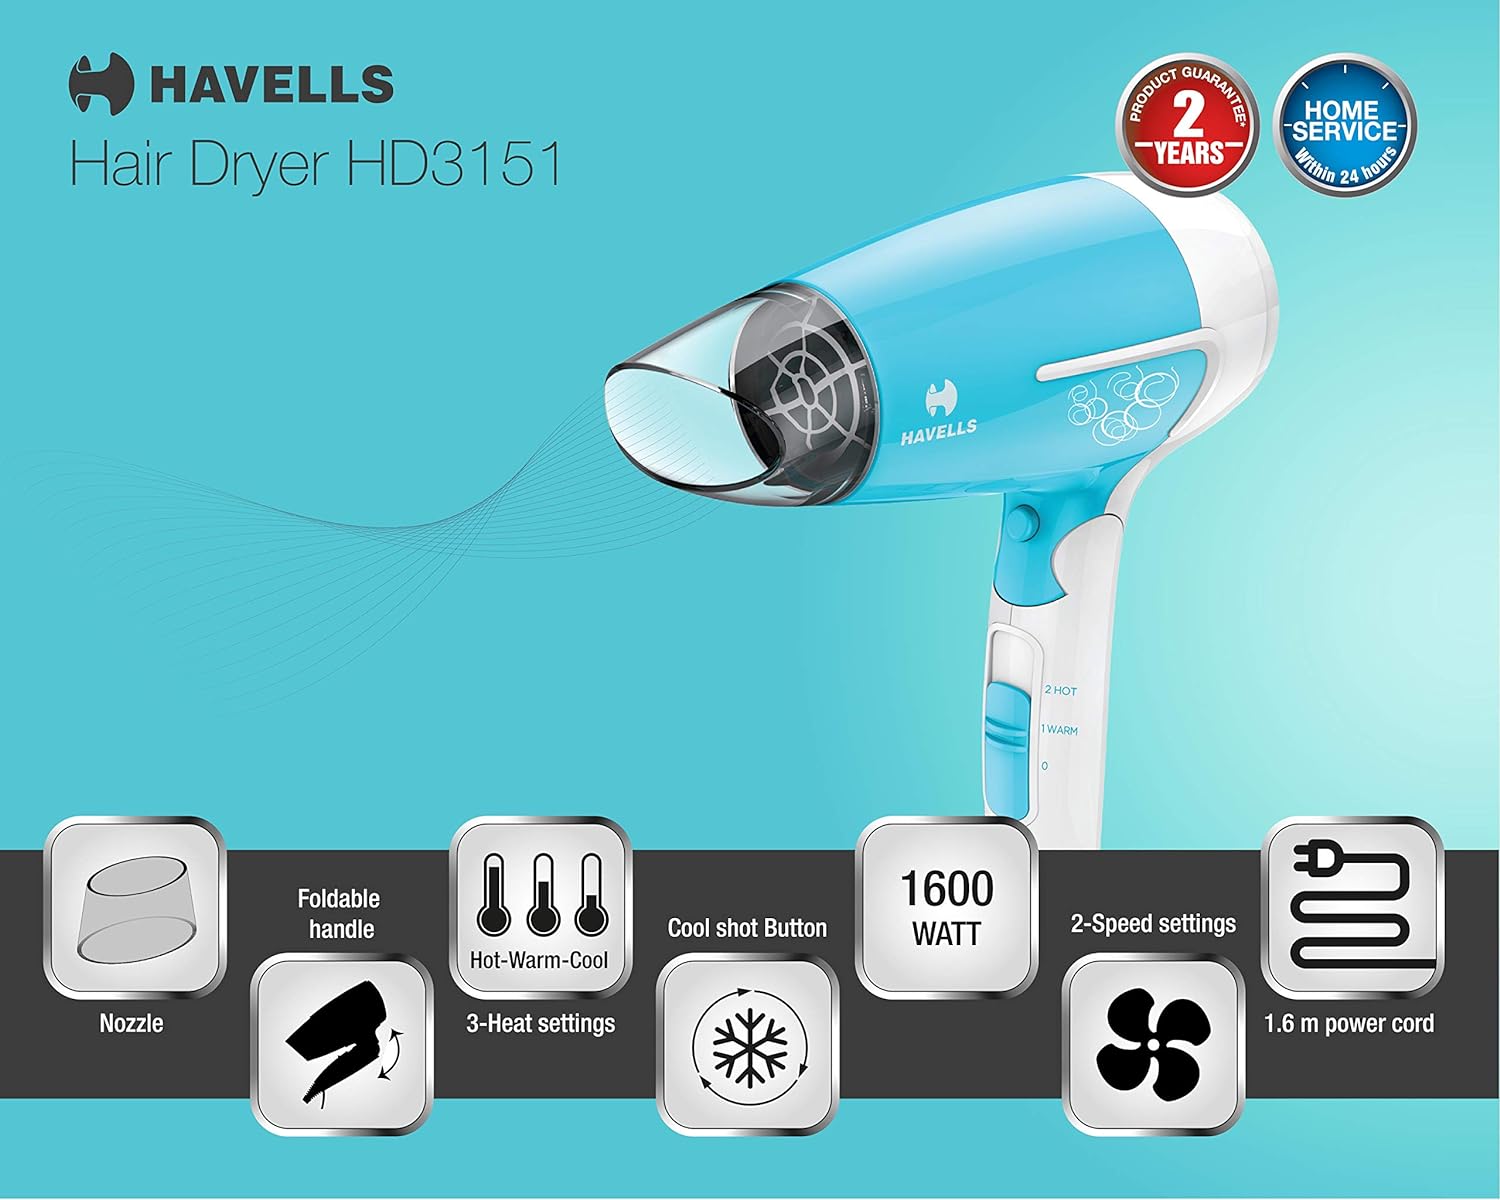 HAVELLS
Hair Dryer HD3151
PRODUCT GUARANTEE*
2
YEARS
HOME
SERVICE
Within 24 hours
HAVELLS
2 HOT
1 WARM
0
Nozzle
Foldable
handle
Hot-Warm-Cool
3-Heat settings
Cool shot Button
1600
WATT
2-Speed settings
1.6 m power cord